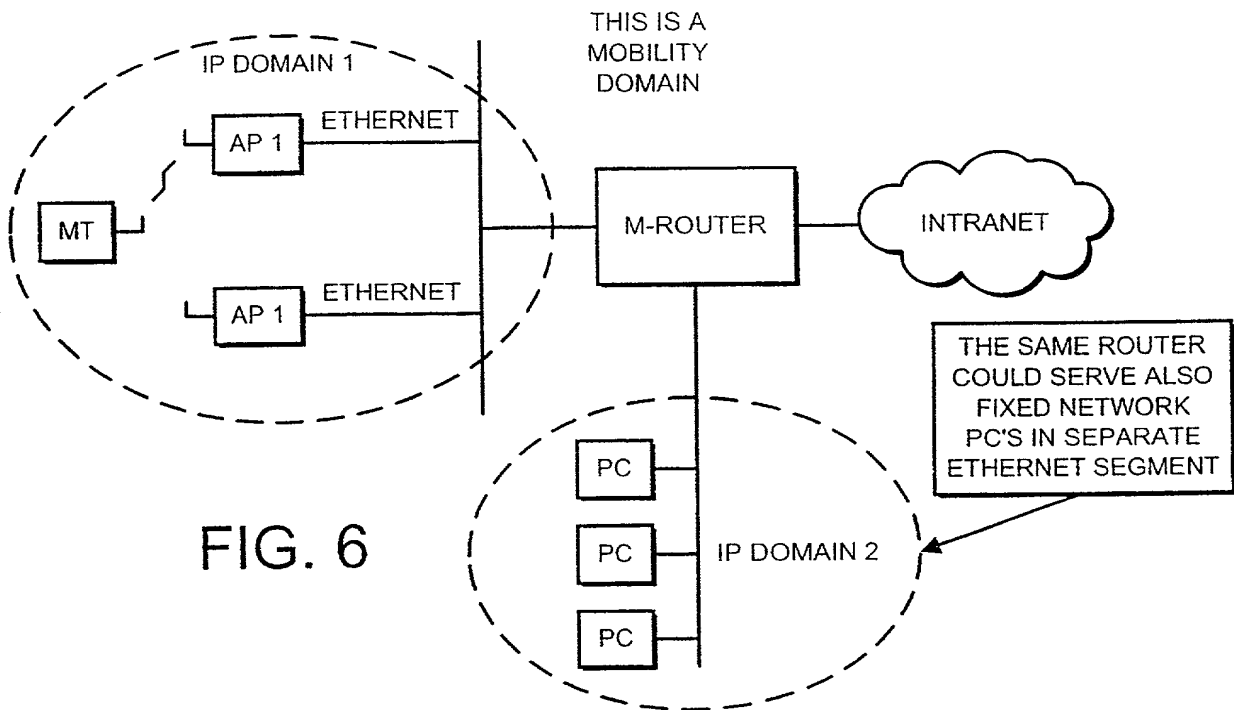 THIS IS A
MOBILITY
DOMAIN
IP DOMAIN 1
AP 1
ETHERNET
MT
M-ROUTER
INTRANET
AP 1
ETHERNET
THE SAME ROUTER
COULD SERVE ALSO
FIXED NETWORK
PC'S IN SEPARATE
ETHERNET SEGMENT
PC
PC
IP DOMAIN 2
PC
FIG. 6